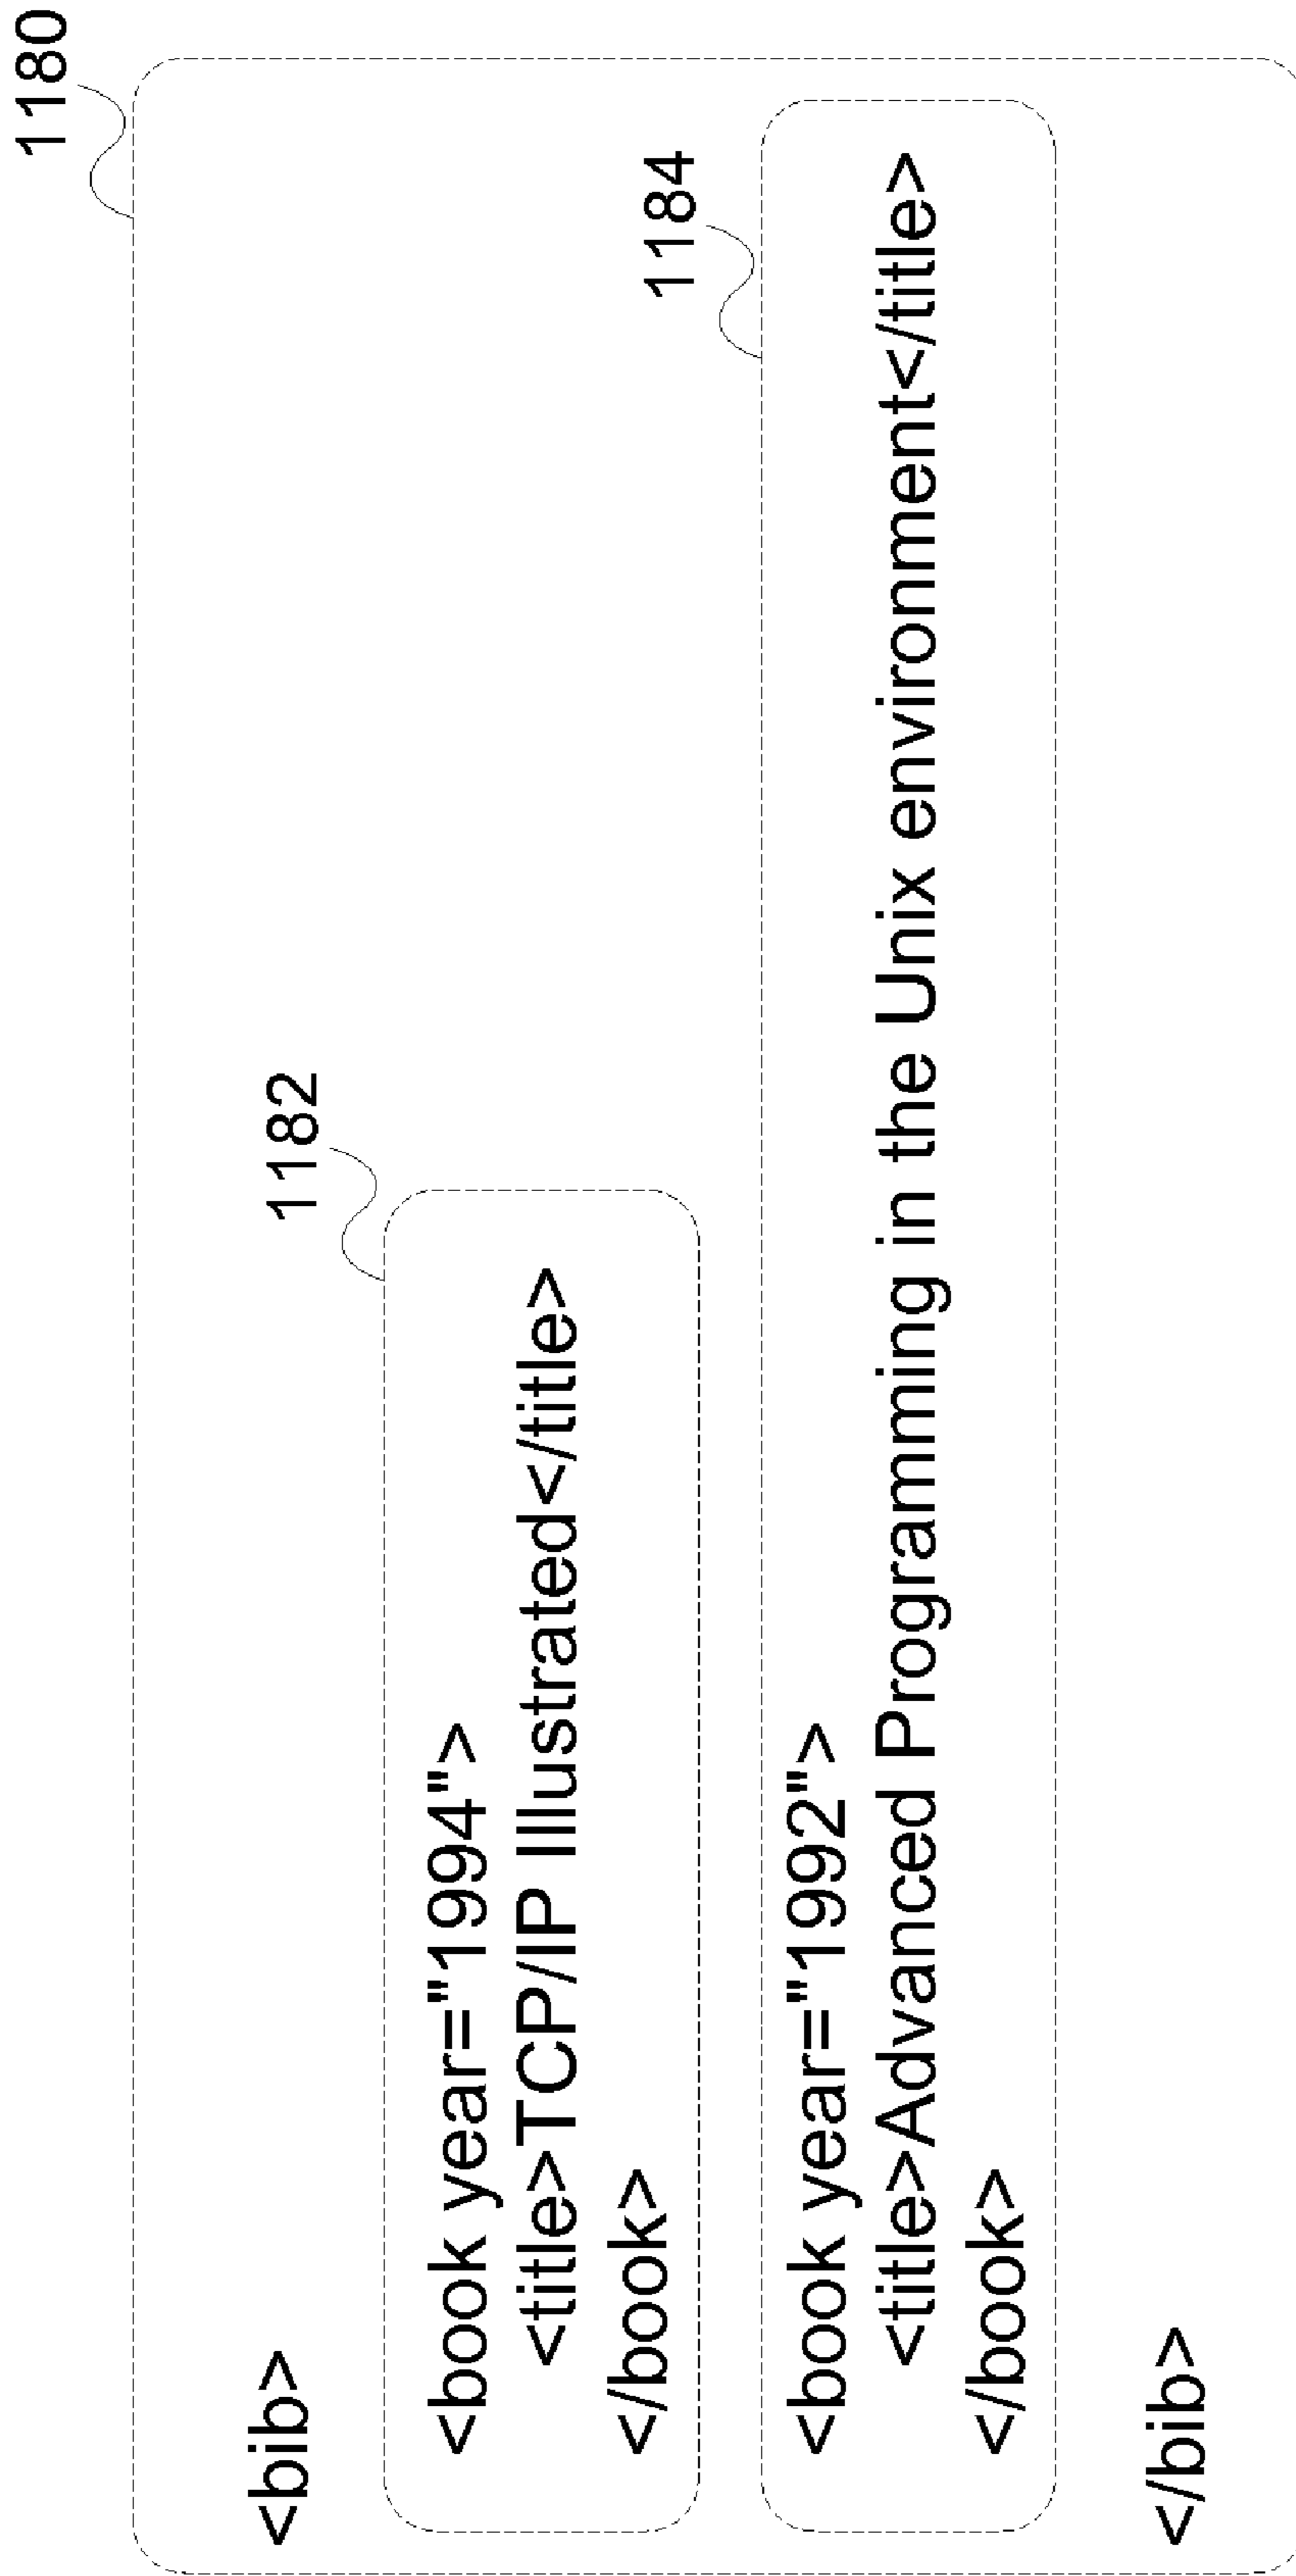 1180
<bib>
1182
<book year="1994">
<title>TCP/IP Illustrated</title>
</book>
1184
<book year="1992">
<title>Advanced Programming in the Unix environment</title>
</book>
</bib>